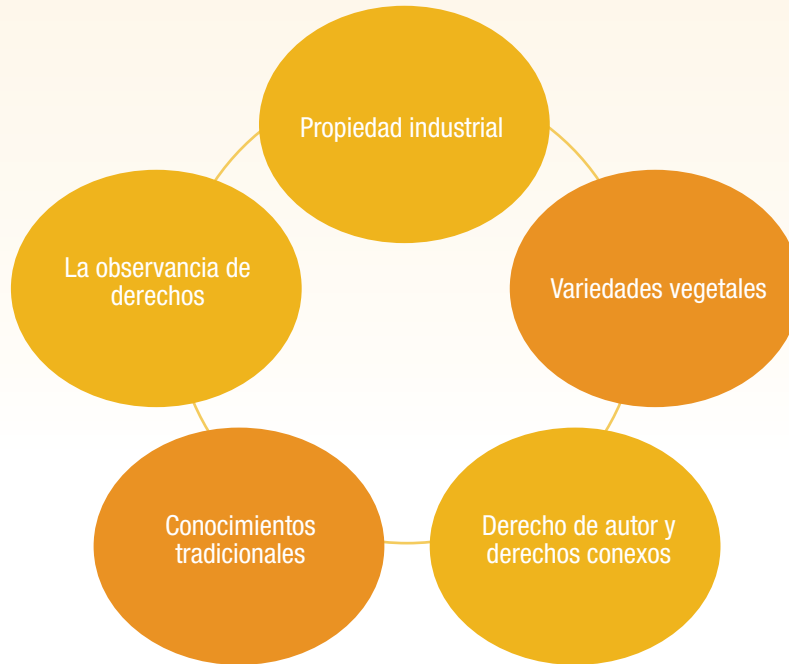 Propiedad industrial
Variedades vegetales
Derecho de autor y
derechos conexos
Conocimientos
tradicionales
La observancia de
derechos